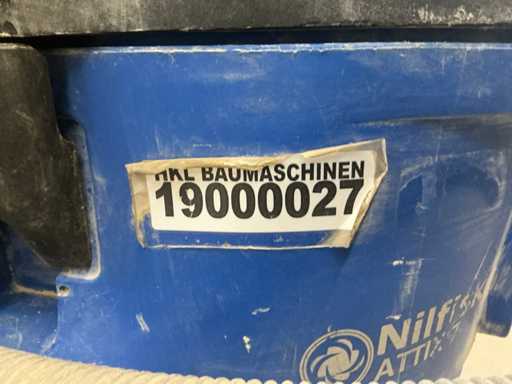 HKL BAUMASCHINEN
19000027
Nilfisk
ATTIX